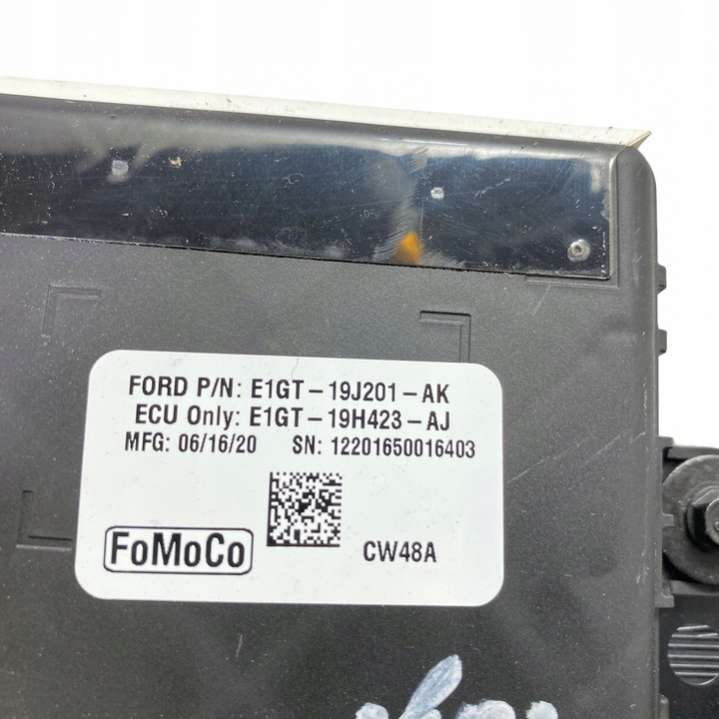 FORD P/N: E1GT-19J201-AK
ECU Only: E1GT-19H423-AJ
MFG: 06/16/20 SN: 12201650016403
FoMoCo CW48A